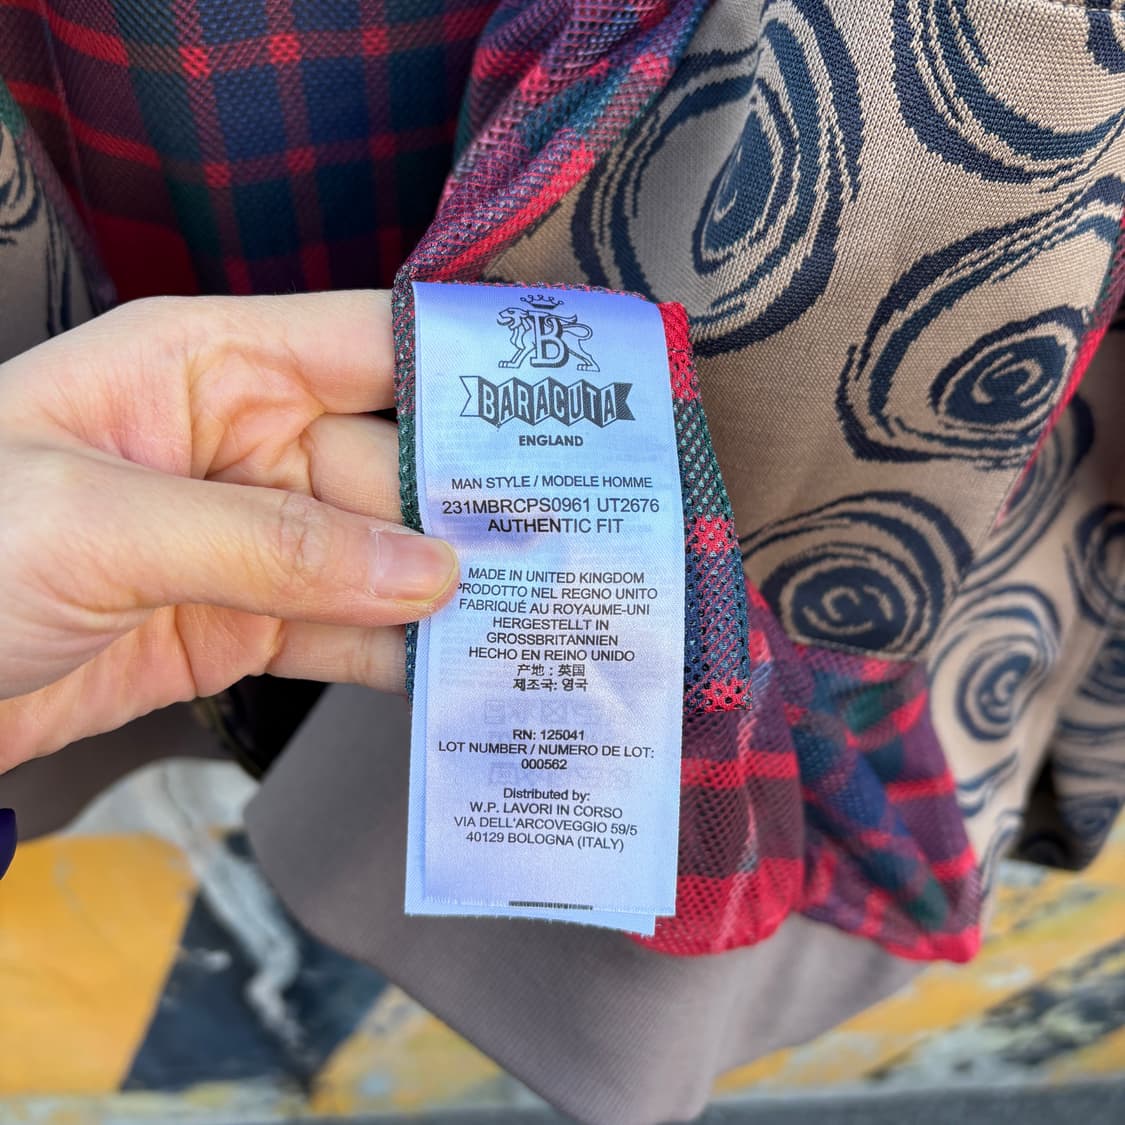 B
BARACUTA
ENGLAND
MAN STYLE / MODELE HOMME
231MBRCPS0961 UT2676
AUTHENTIC FIT
MADE IN UNITED KINGDOM
PRODOTTO NEL REGNO UNITO
FABRIQUÉ AU ROYAUME-UNI
HERGESTELLT IN
GROSSBRITANNIEN
HECHO EN REINO UNIDO
产地 : 英国
제조국: 영국
RN: 125041
LOT NUMBER / NUMERO DE LOT:
000562
Distributed by:
W.P. LAVORI IN CORSO
VIA DELL'ARCOVEGGIO 59/5
40129 BOLOGNA (ITALY)